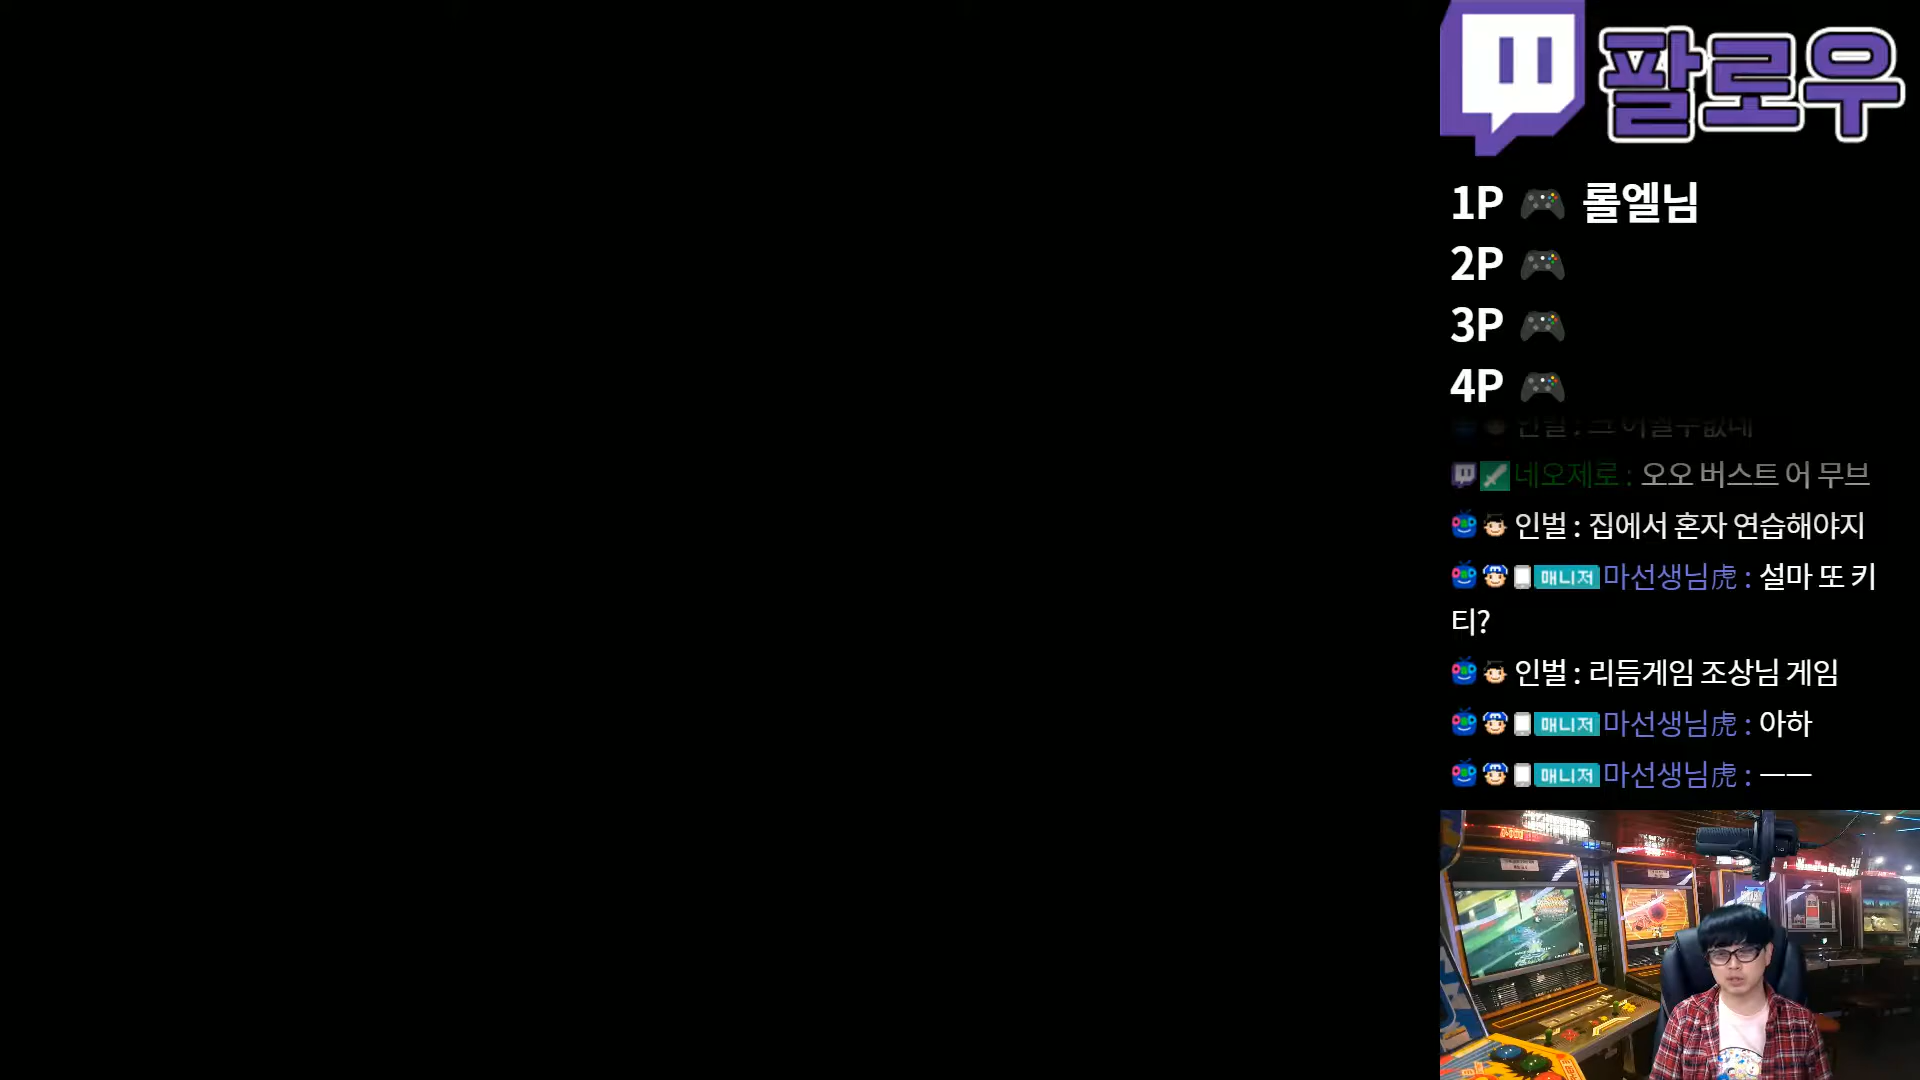 팔로우
1P 롤엘님
2P
3P
4P
네오제로 : 오오 버스트 어 무브
인벌 : 집에서 혼자 연습해야지
매니저 마선생님虎 : 설마 또 키
티?
인벌 : 리듬게임 조상님 게임
매니저 마선생님虎 : 아하
매니저 마선생님虎 : ㅡㅡ